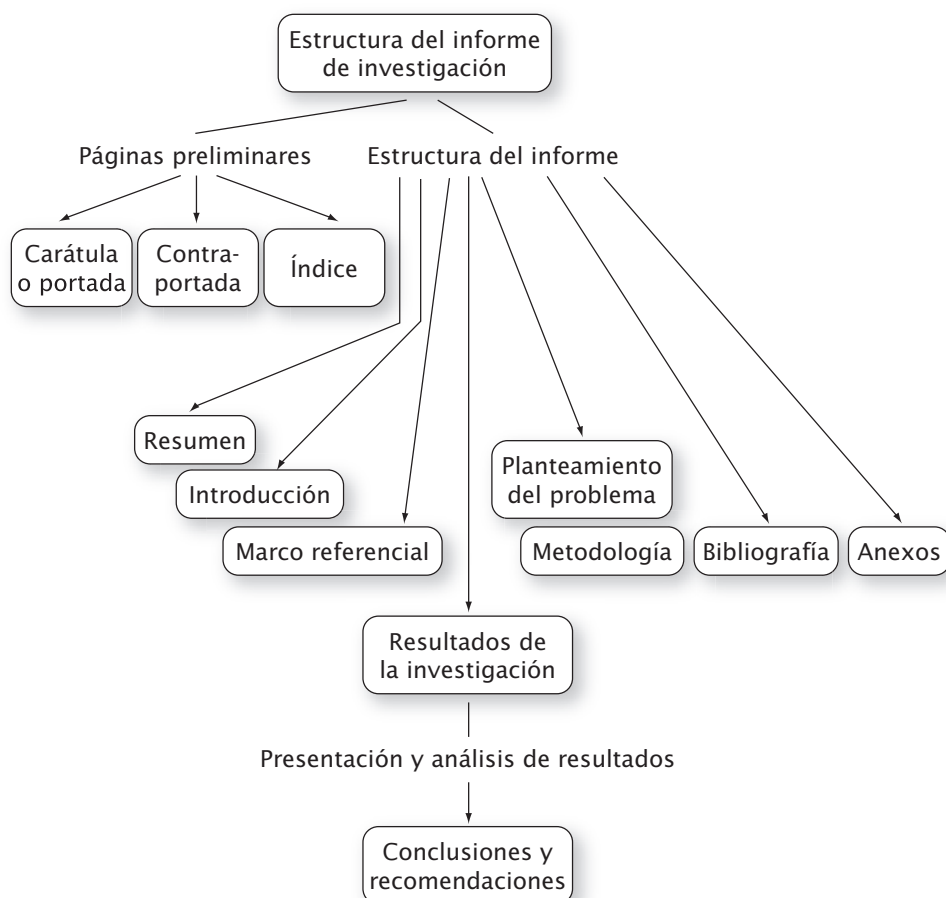 Estructura del informe
de investigación
Páginas preliminares
Estructura del informe
Carátula
o portada
Contra-
portada
Índice
Resumen
Introducción
Marco referencial
Planteamiento
del problema
Metodología
Bibliografía
Anexos
Resultados de
la investigación
Presentación y análisis de resultados
Conclusiones y
recomendaciones